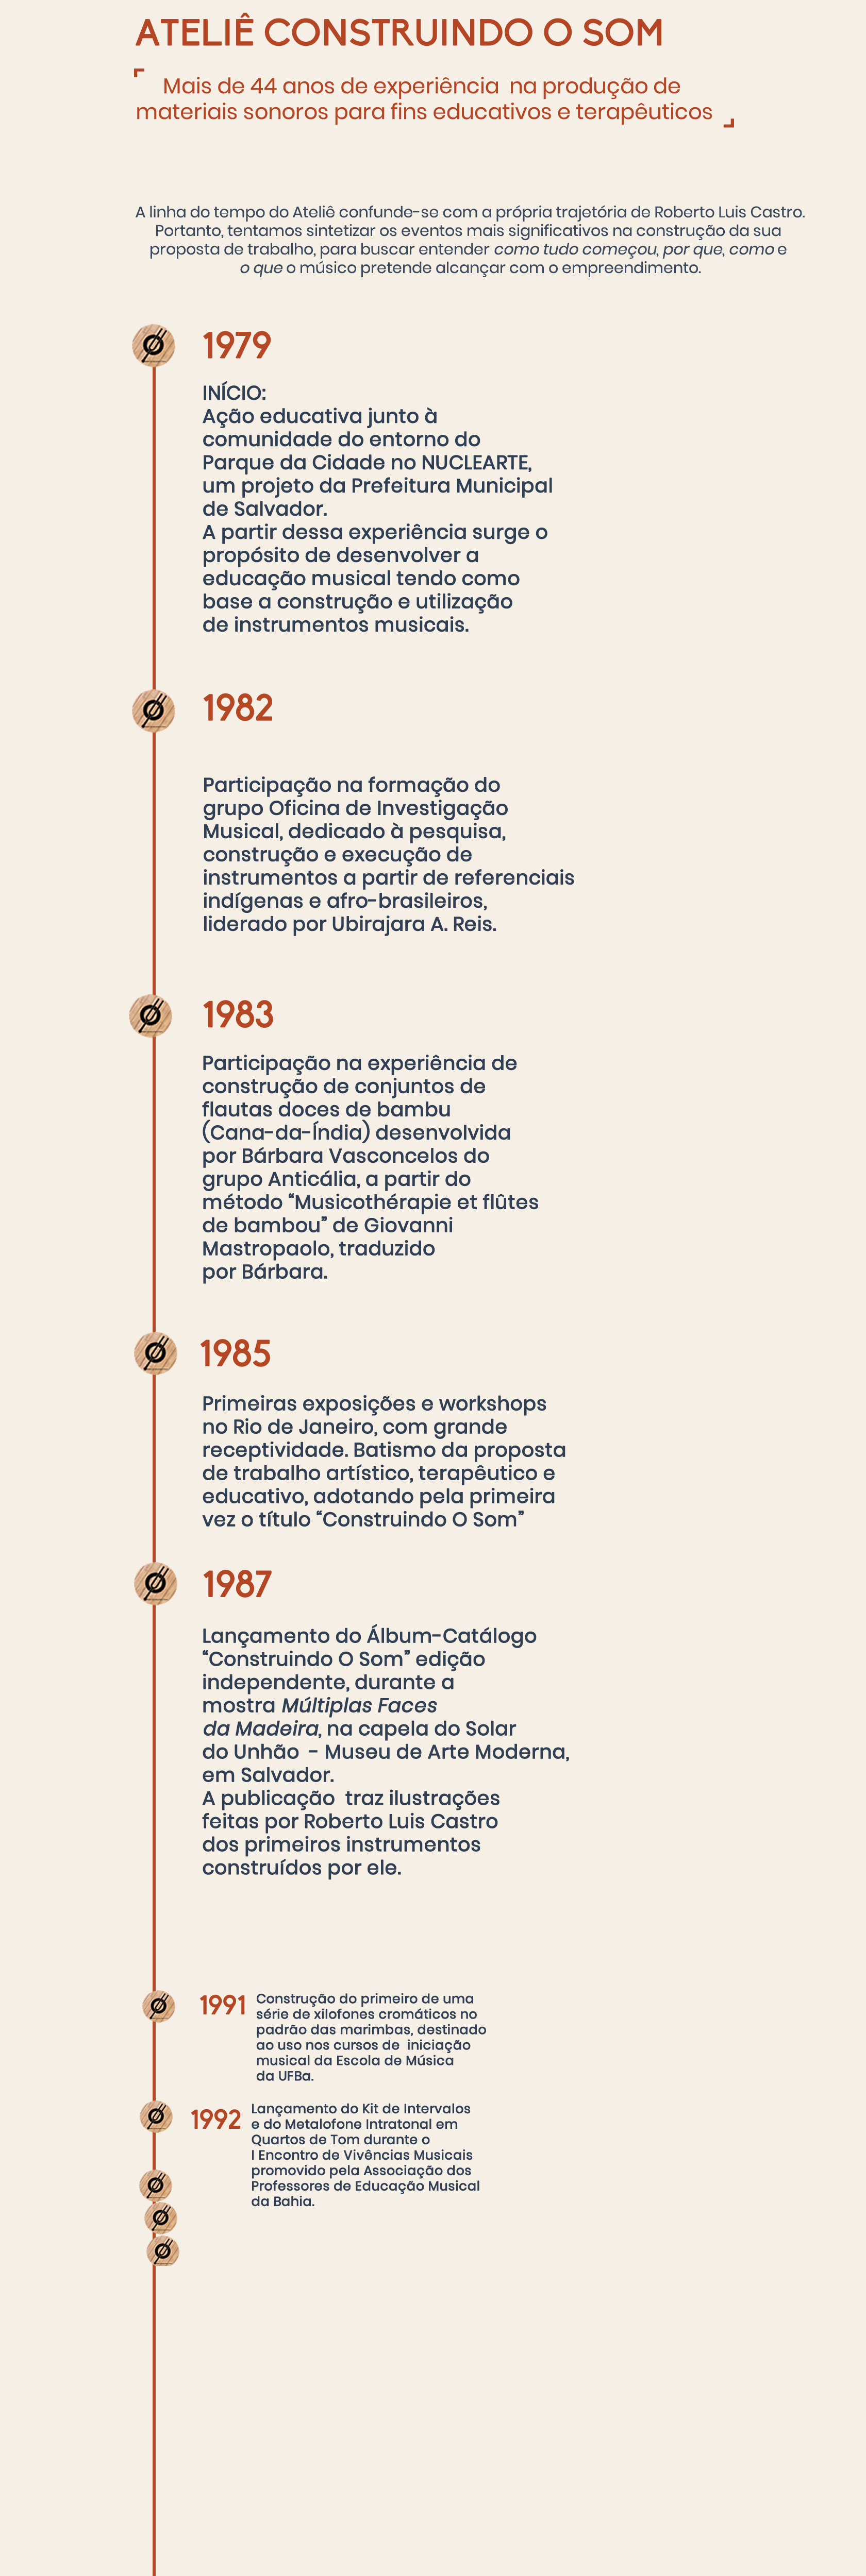 ATELIÊ CONSTRUINDO O SOM
Mais de 44 anos de experiência na produção de
materiais sonoros para fins educativos e terapêuticos
A linha do tempo do Ateliê confunde-se com a própria trajetória de Roberto Luis Castro.
Portanto, tentamos sintetizar os eventos mais significativos na construção da sua
proposta de trabalho, para buscar entender como tudo começou, por que, como e
o que o músico pretende alcançar com o empreendimento.
1979
INÍCIO:
Ação educativa junto à
comunidade do entorno do
Parque da Cidade no NUCLEARTE,
um projeto da Prefeitura Municipal
de Salvador.
A partir dessa experiência surge o
propósito de desenvolver a
educação musical tendo como
base a construção e utilização
de instrumentos musicais.
1982
Participação na formação do
grupo Oficina de Investigação
Musical, dedicado à pesquisa,
construção e execução de
instrumentos a partir de referenciais
indígenas e afro-brasileiros,
liderado por Ubirajara A. Reis.
1983
Participação na experiência de
construção de conjuntos de
flautas doces de bambu
(Cana-da-Índia) desenvolvida
por Bárbara Vasconcelos do
grupo Anticália, a partir do
método “Musicothérapie et flûtes
de bambou” de Giovanni
Mastropaolo, traduzido
por Bárbara.
1985
Primeiras exposições e workshops
no Rio de Janeiro, com grande
receptividade. Batismo da proposta
de trabalho artístico, terapêutico e
educativo, adotando pela primeira
vez o título “Construindo O Som”
1987
Lançamento do Álbum-Catálogo
“Construindo O Som” edição
independente, durante a
mostra Múltiplas Faces
da Madeira, na capela do Solar
do Unhão - Museu de Arte Moderna,
em Salvador.
A publicação traz ilustrações
feitas por Roberto Luis Castro
dos primeiros instrumentos
construídos por ele.
1991
Construção do primeiro de uma
série de xilofones cromáticos no
padrão das marimbas, destinado
ao uso nos cursos de iniciação
musical da Escola de Música
da UFBa.
1992
Lançamento do Kit de Intervalos
e do Metalofone Intratonal em
Quartos de Tom durante o
I Encontro de Vivências Musicais
promovido pela Associação dos
Professores de Educação Musical
da Bahia.